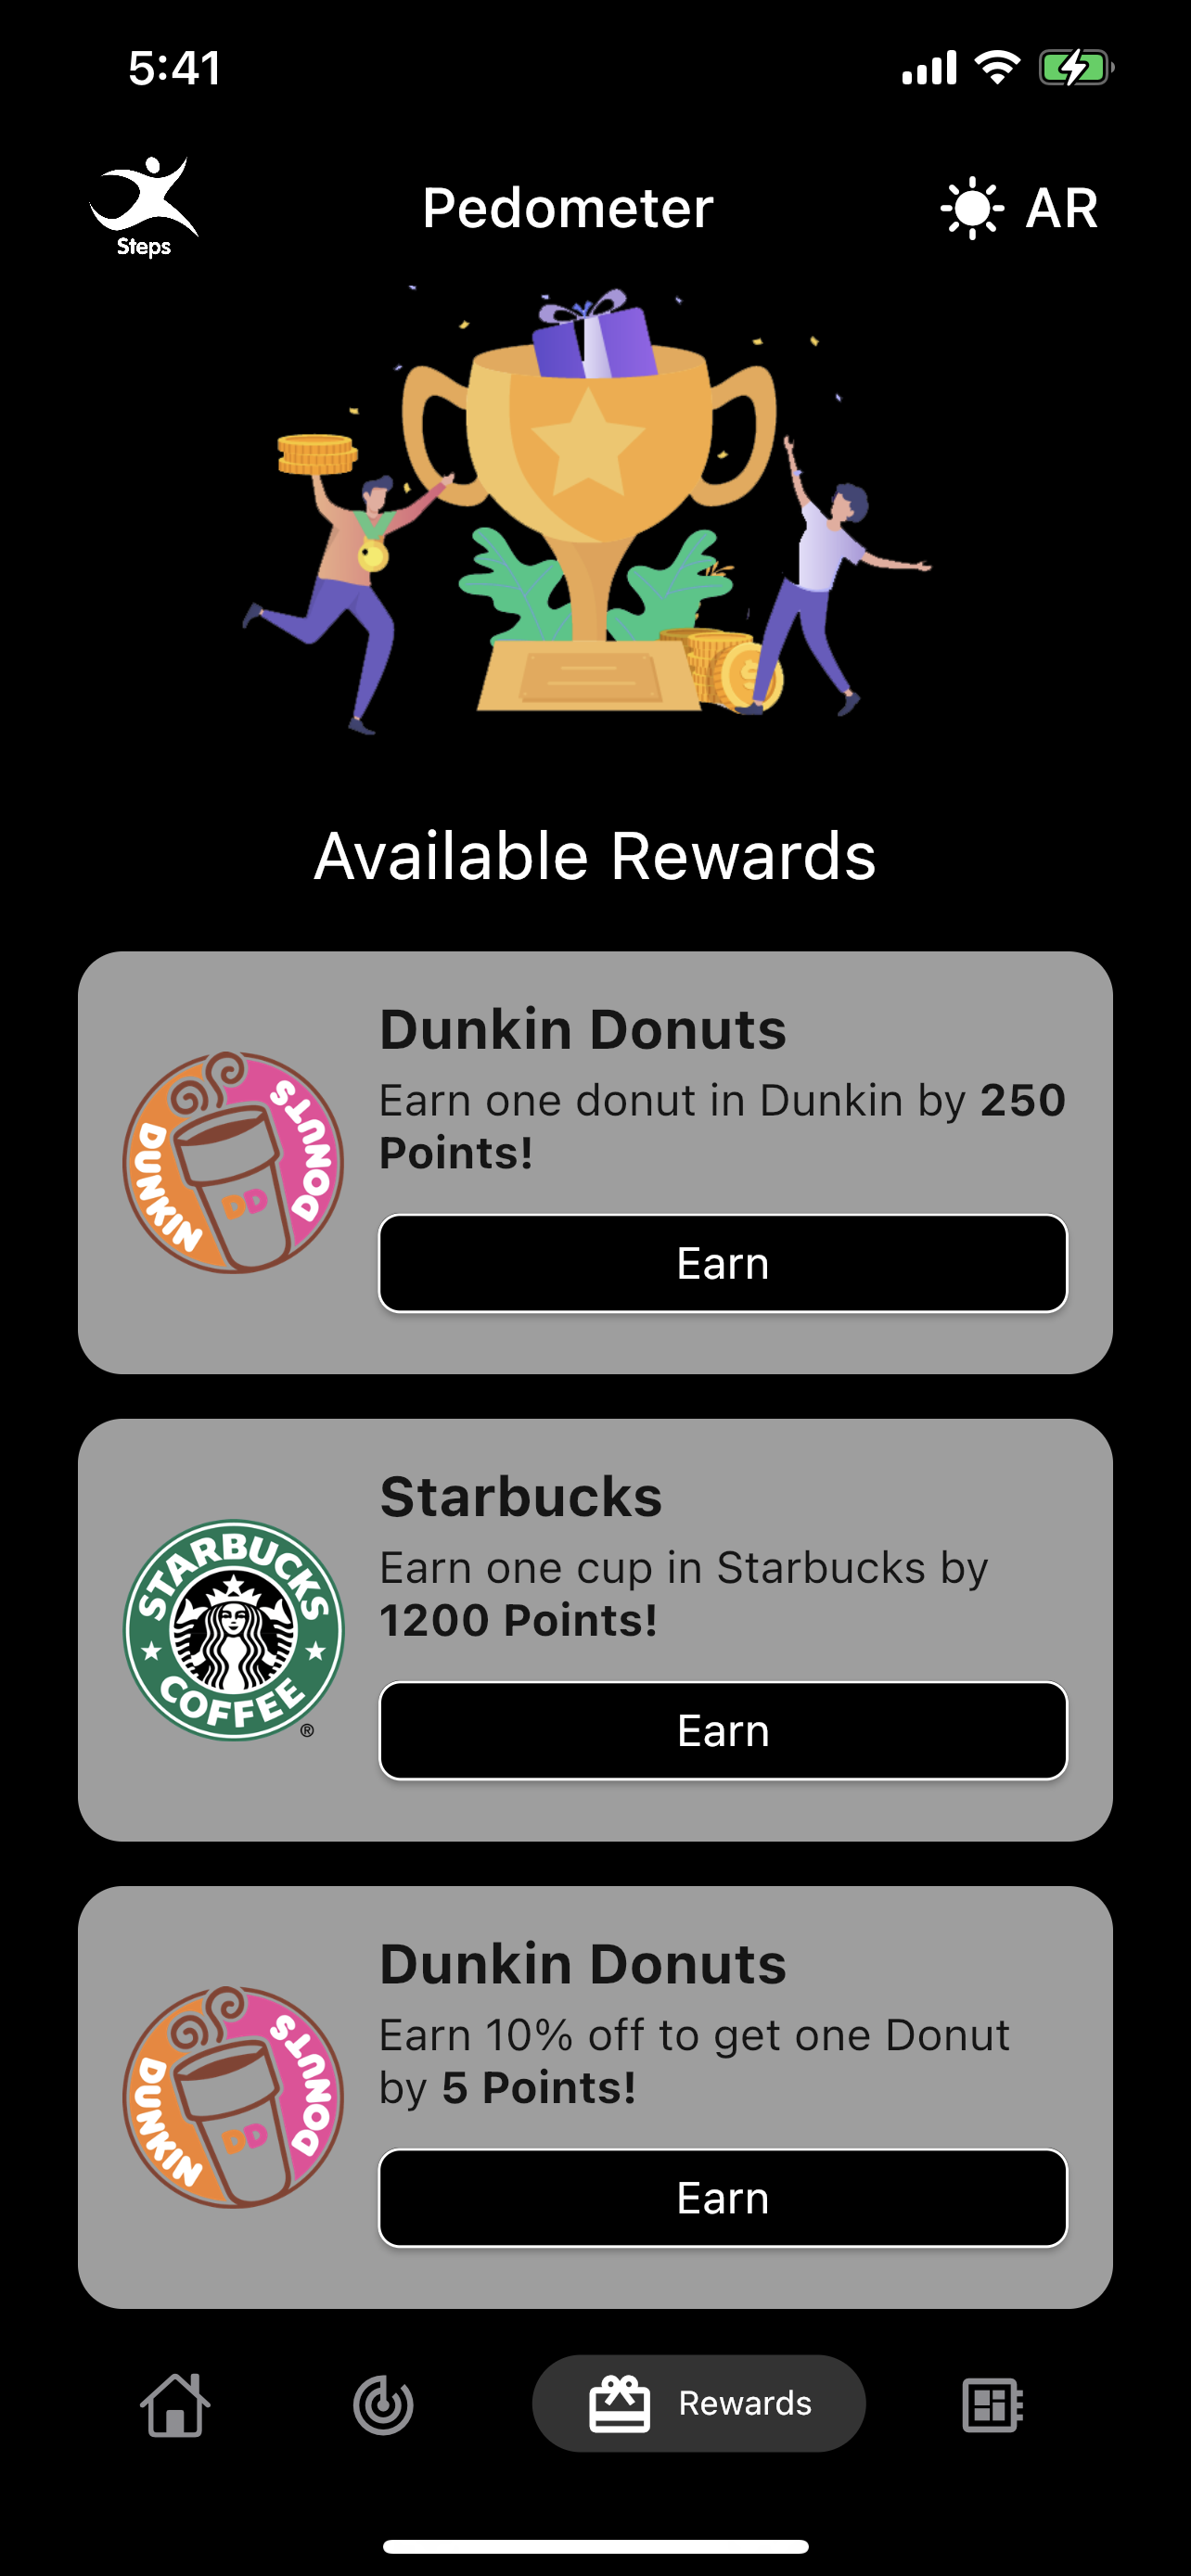 5:41
Steps
Pedometer
AR
Available Rewards
Dunkin Donuts
Earn one donut in Dunkin by 250
Points!
DUNKIN
DONUTS
DD
Earn
Starbucks
Earn one cup in Starbucks by
1200 Points!
STARBUCKS
COFFEE
®
Earn
Dunkin Donuts
Earn 10% off to get one Donut
by 5 Points!
DUNKIN
DONUTS
DD
Earn
Rewards